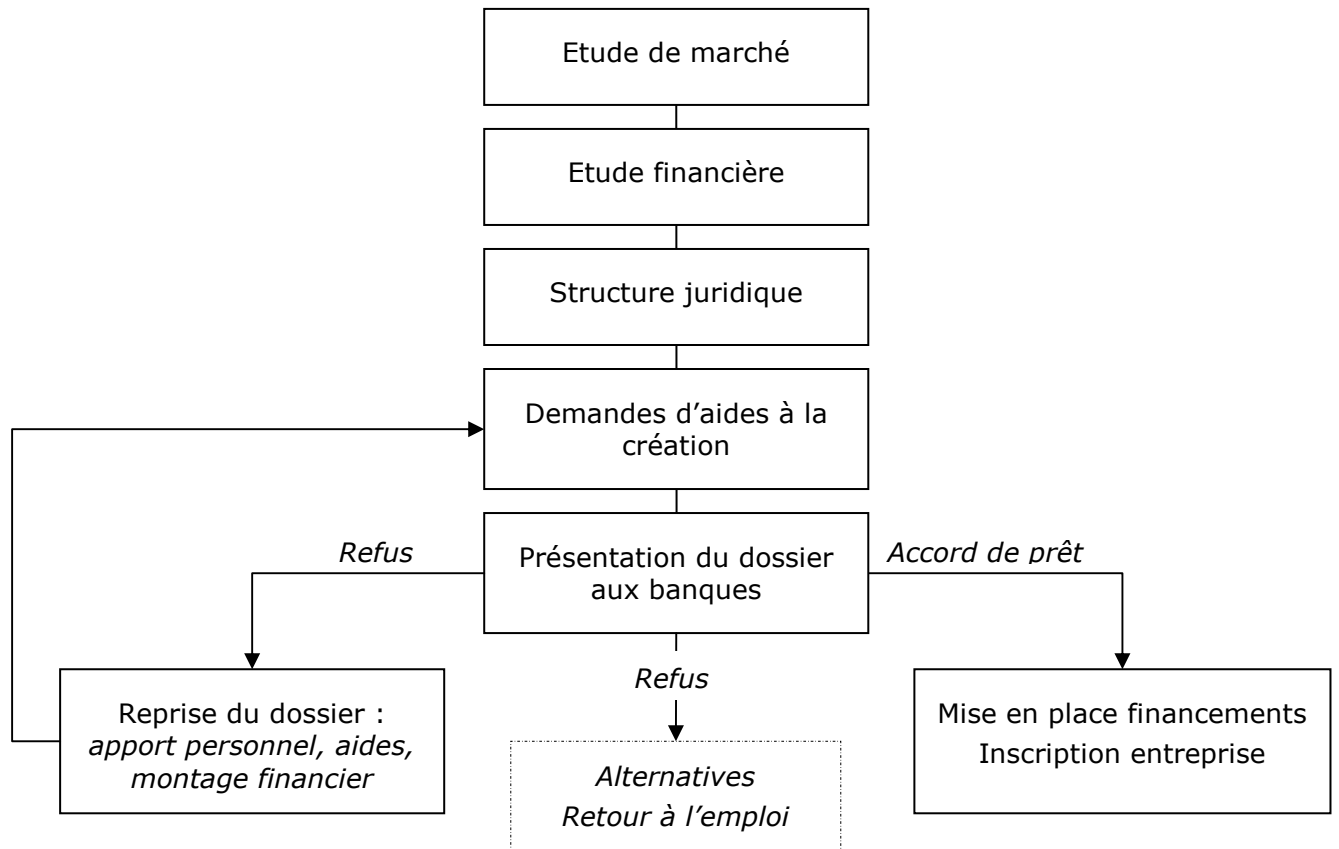 Etude de marché
Etude financière
Structure juridique
Demandes d’aides à la
création
Refus
Présentation du dossier
aux banques
Accord de prêt
Refus
Reprise du dossier :
apport personnel, aides,
montage financier
Alternatives
Retour à l’emploi
Mise en place financements
Inscription entreprise